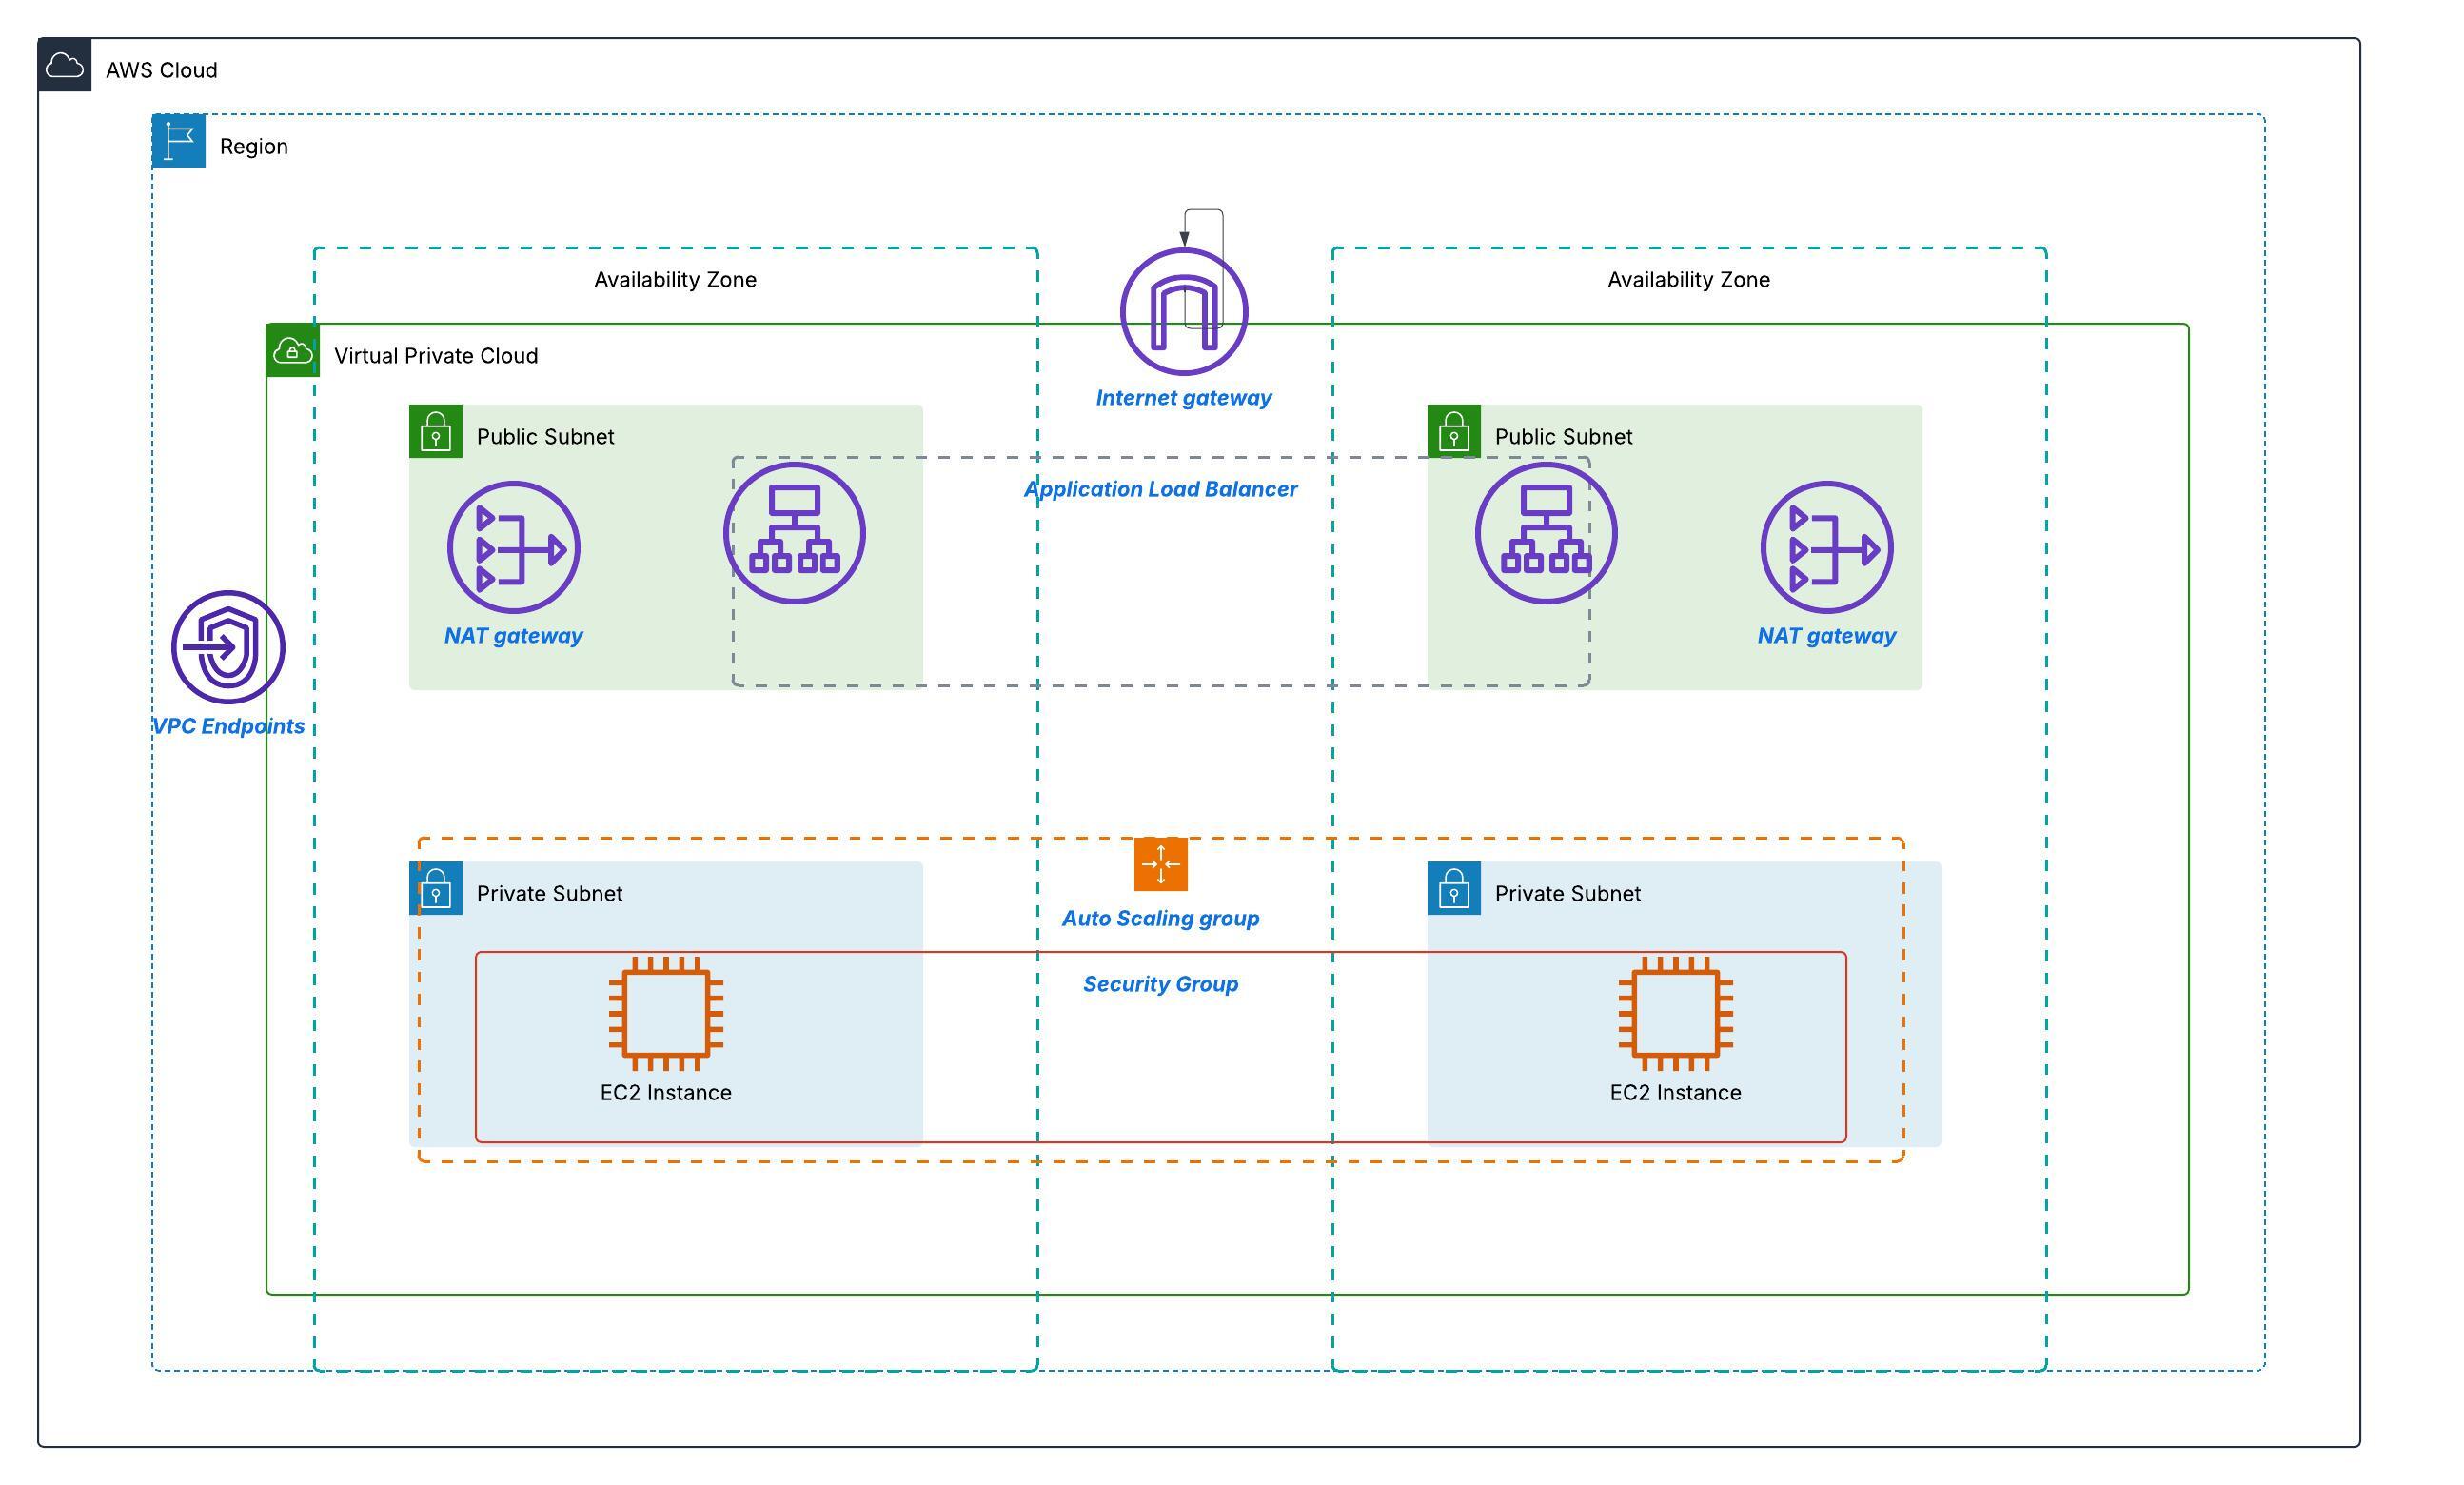 AWS Cloud
Region
Availability Zone
Availability Zone
Virtual Private Cloud
Internet gateway
Public Subnet
Public Subnet
Application Load Balancer
NAT gateway
NAT gateway
VPC Endpoints
Private Subnet
Private Subnet
Auto Scaling group
Security Group
EC2 Instance
EC2 Instance